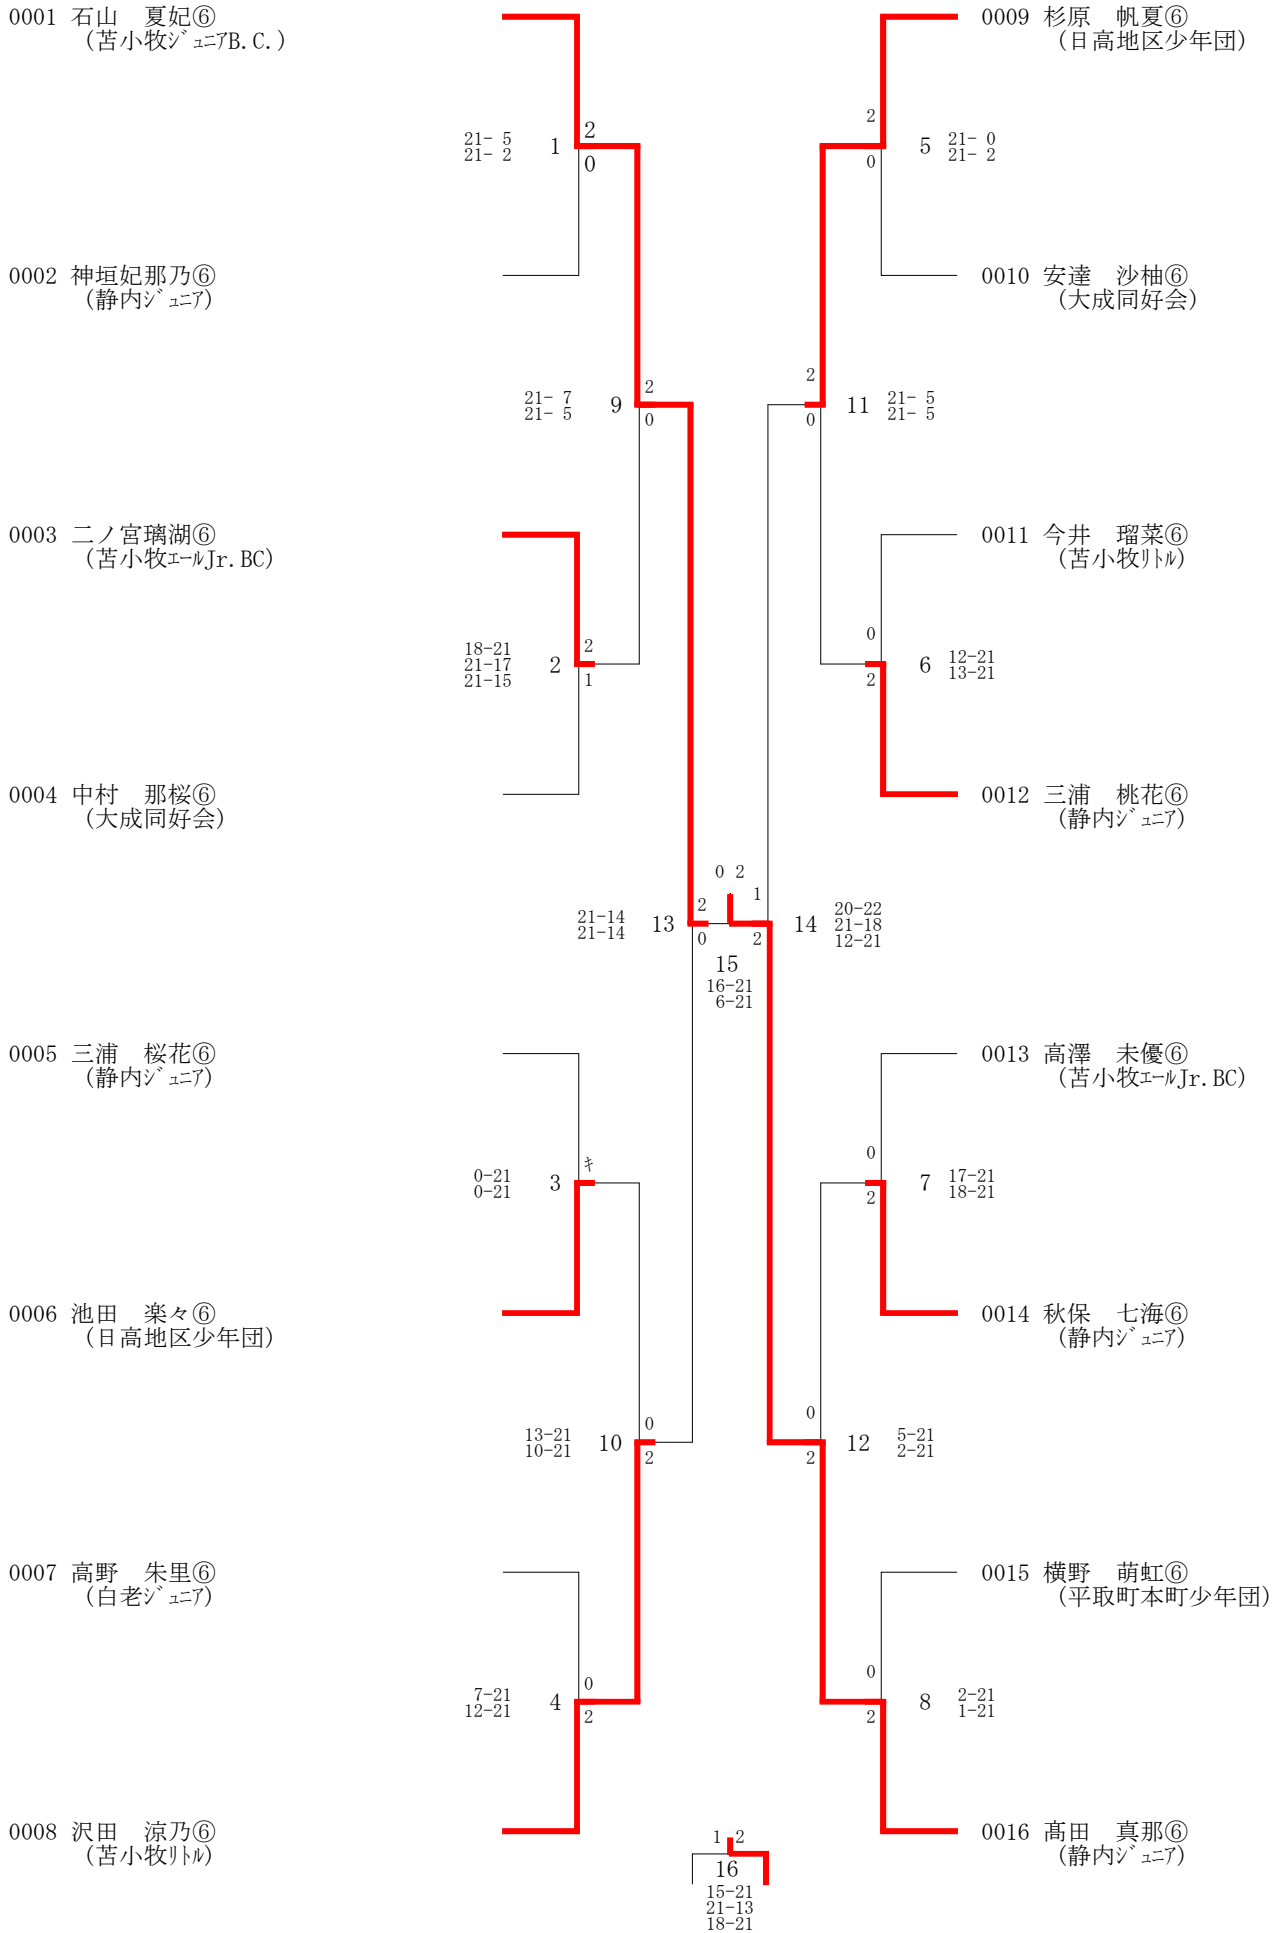 0001 石山　夏妃⑥
(苫小牧ｼﾞｭﾆｱB.C.)
0009 杉原　帆夏⑥
(日高地区少年団)
21- 5
21- 2
1
2
0
2
0
5
21- 0
21- 2
0002 神垣妃那乃⑥
(静内ｼﾞｭﾆｱ)
0010 安達　沙柚⑥
(大成同好会)
21- 7
21- 5
9
2
0
2
0
11
21- 5
21- 5
0003 二ノ宮璃湖⑥
(苫小牧ｴｰﾙJr.BC)
0011 今井　瑠菜⑥
(苫小牧ﾘﾄﾙ)
18-21
21-17
21-15
2
2
1
0
2
6
12-21
13-21
0004 中村　那桜⑥
(大成同好会)
0012 三浦　桃花⑥
(静内ｼﾞｭﾆｱ)
21-14
21-14
13
2
0
0 2
15
16-21
6-21
1
2
14
20-22
21-18
12-21
0005 三浦　桜花⑥
(静内ｼﾞｭﾆｱ)
0013 高澤　未優⑥
(苫小牧ｴｰﾙJr.BC)
0-21
0-21
3
ｷ
0
2
7
17-21
18-21
0006 池田　楽々⑥
(日高地区少年団)
0014 秋保　七海⑥
(静内ｼﾞｭﾆｱ)
13-21
10-21
10
0
2
0
2
12
5-21
2-21
0007 高野　朱里⑥
(白老ｼﾞｭﾆｱ)
0015 横野　萌虹⑥
(平取町本町少年団)
7-21
12-21
4
0
2
0
2
8
2-21
1-21
0008 沢田　涼乃⑥
(苫小牧ﾘﾄﾙ)
0016 髙田　真那⑥
(静内ｼﾞｭﾆｱ)
1 2
16
15-21
21-13
18-21